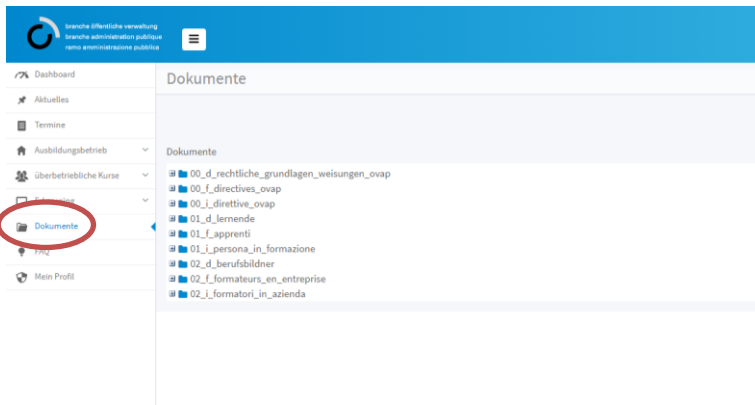 branche öffentliche verwaltung
branche administration publique
ramo amministrazione pubblica
Dashboard
Aktuelles
Termine
Ausbildungsbetrieb
überbetriebliche Kurse
Dokumente
FAQ
Mein Profil
Dokumente
Dokumente
00_d_rechtliche_grundlagen_weisungen_ovap
00_f_directives_ovap
00_i_direttive_ovap
01_d_lernende
01_f_apprenti
01_i_persona_in_formazione
02_d_berufsbildner
02_f_formateurs_en_entreprise
02_i_formatori_in_azienda